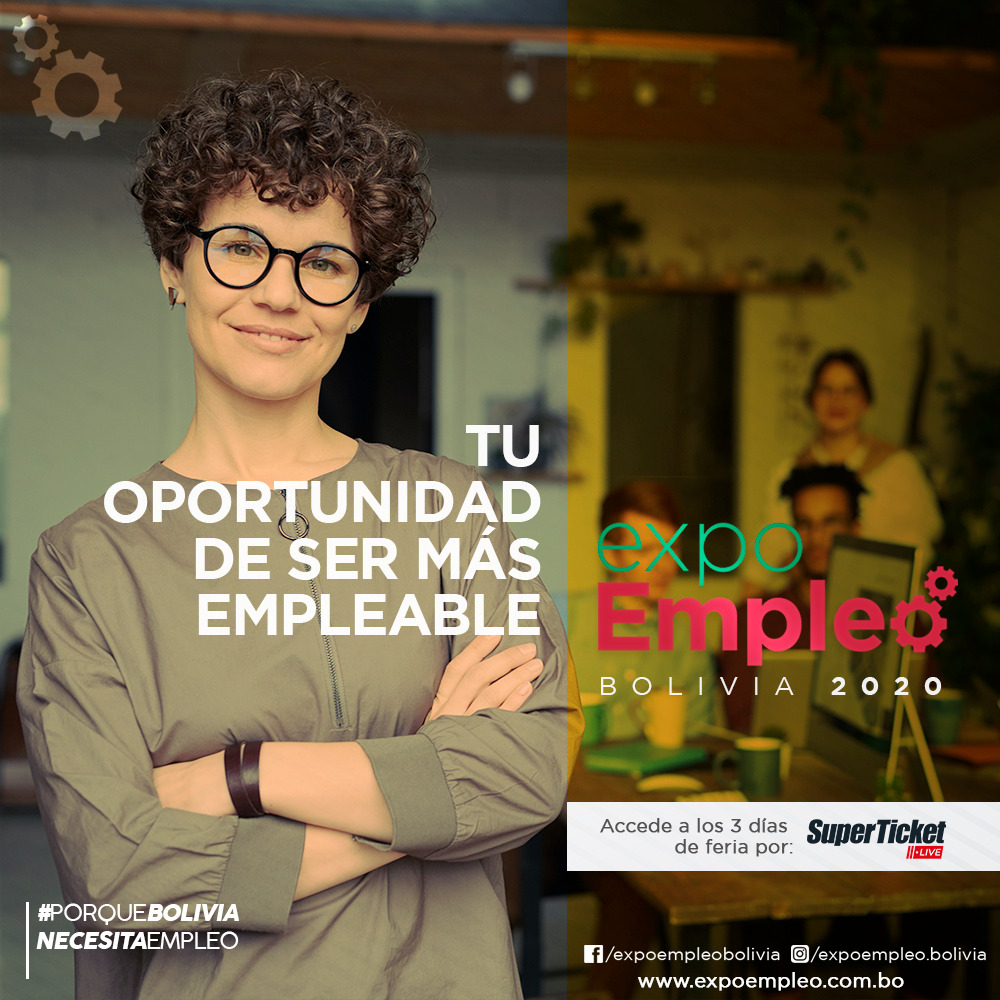 TU
OPORTUNIDAD
DE SER MÁS
EMPLEABLE
expo
Empleo
BOLIVIA 2020
Accede a los 3 días
de feria por:
SuperTicket
LIVE
#PORQUEBOLIVIA
NECESITAEMPLEO
/expoempleobolivia /expoempleo.bolivia
www.expoempleo.com.bo